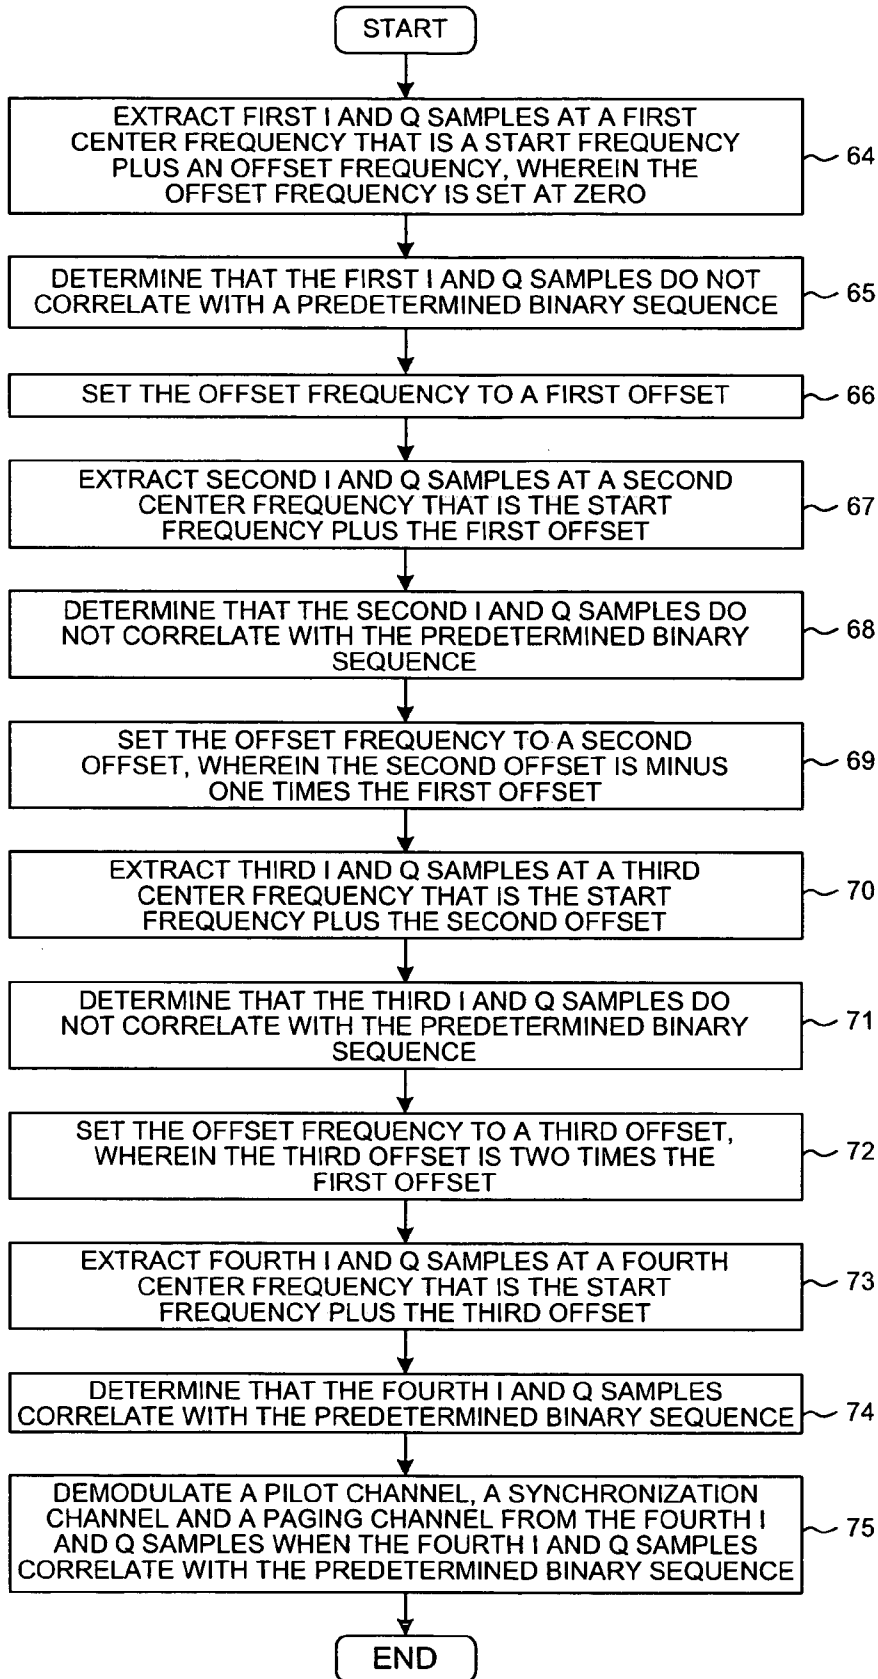 START
EXTRACT FIRST I AND Q SAMPLES AT A FIRST
CENTER FREQUENCY THAT IS A START FREQUENCY
PLUS AN OFFSET FREQUENCY, WHEREIN THE
OFFSET FREQUENCY IS SET AT ZERO
64
DETERMINE THAT THE FIRST I AND Q SAMPLES DO NOT
CORRELATE WITH A PREDETERMINED BINARY SEQUENCE
65
SET THE OFFSET FREQUENCY TO A FIRST OFFSET
66
EXTRACT SECOND I AND Q SAMPLES AT A SECOND
CENTER FREQUENCY THAT IS THE START
FREQUENCY PLUS THE FIRST OFFSET
67
DETERMINE THAT THE SECOND I AND Q SAMPLES DO
NOT CORRELATE WITH THE PREDETERMINED BINARY
SEQUENCE
68
SET THE OFFSET FREQUENCY TO A SECOND
OFFSET, WHEREIN THE SECOND OFFSET IS MINUS
ONE TIMES THE FIRST OFFSET
69
EXTRACT THIRD I AND Q SAMPLES AT A THIRD
CENTER FREQUENCY THAT IS THE START
FREQUENCY PLUS THE SECOND OFFSET
70
DETERMINE THAT THE THIRD I AND Q SAMPLES DO
NOT CORRELATE WITH THE PREDETERMINED BINARY
SEQUENCE
71
SET THE OFFSET FREQUENCY TO A THIRD OFFSET,
WHEREIN THE THIRD OFFSET IS TWO TIMES THE
FIRST OFFSET
72
EXTRACT FOURTH I AND Q SAMPLES AT A FOURTH
CENTER FREQUENCY THAT IS THE START
FREQUENCY PLUS THE THIRD OFFSET
73
DETERMINE THAT THE FOURTH I AND Q SAMPLES
CORRELATE WITH THE PREDETERMINED BINARY SEQUENCE
74
DEMODULATE A PILOT CHANNEL, A SYNCHRONIZATION
CHANNEL AND A PAGING CHANNEL FROM THE FOURTH I
AND Q SAMPLES WHEN THE FOURTH I AND Q SAMPLES
CORRELATE WITH THE PREDETERMINED BINARY SEQUENCE
75
END